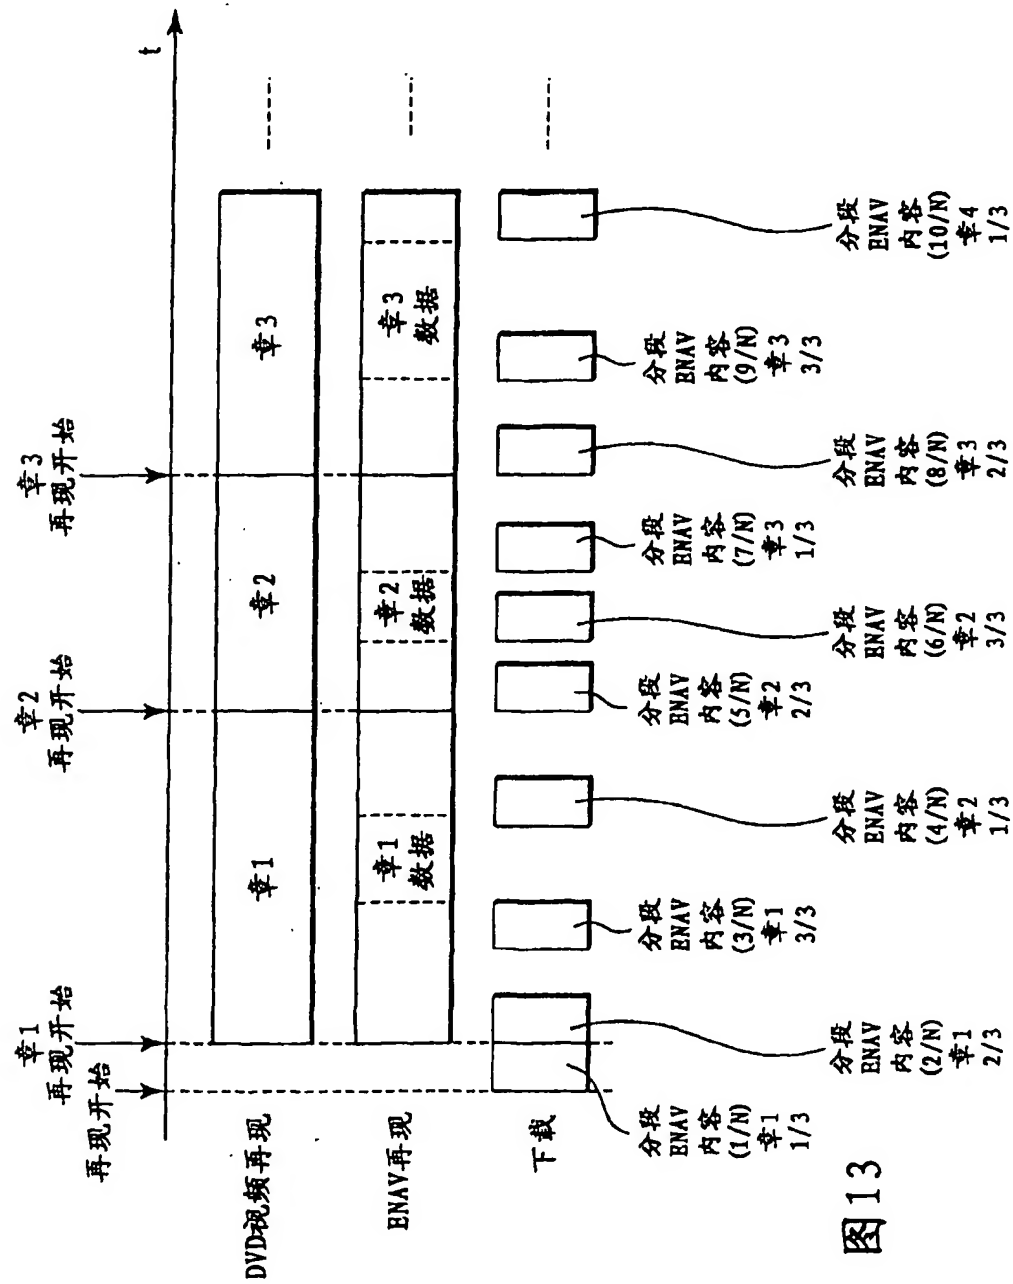 再现开始
章1
再现开始
章2
再现开始
章3
再现开始
t
DVD视频再现
章1
章2
章3
ENAV再现
章1
数据
章2
数据
章3
数据
下载
分段
ENAV
内容
(1/N)
章1
1/3
分段
ENAV
内容
(2/N)
章1
2/3
分段
ENAV
内容
(3/N)
章1
3/3
分段
ENAV
内容
(4/N)
章2
1/3
分段
ENAV
内容
(5/N)
章2
2/3
分段
ENAV
内容
(6/N)
章2
3/3
分段
ENAV
内容
(7/N)
章3
1/3
分段
ENAV
内容
(8/N)
章3
2/3
分段
ENAV
内容
(9/N)
章3
3/3
分段
ENAV
内容
(10/N)
章4
1/3
图13